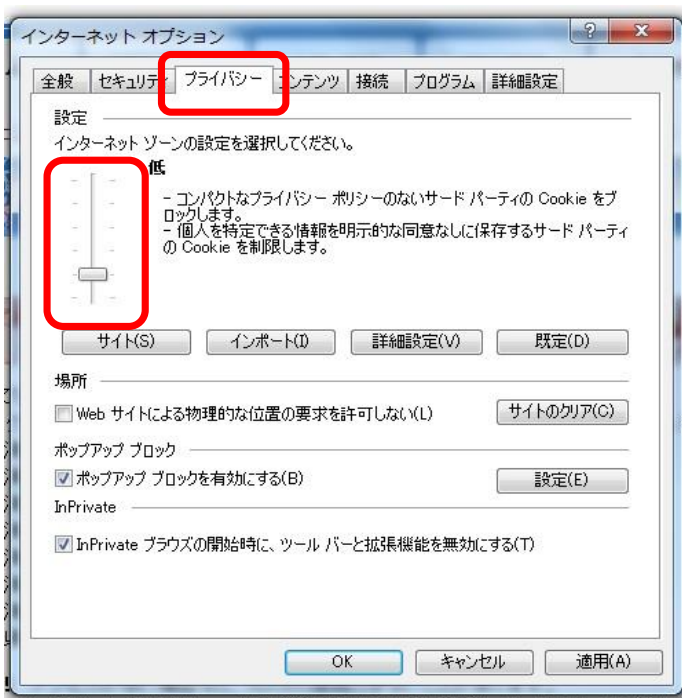 インターネット オプション
全般 セキュリティ プライバシー コンテンツ 接続 プログラム 詳細設定
設定
インターネット ゾーンの設定を選択してください。
低
- コンパクトなプライバシー ポリシーのないサード パーティの Cookie をブ
ロックします。
- 個人を特定できる情報を明示的な同意なしに保存するサード パーティ
の Cookie を制限します。
サイト(S) インポート(I) 詳細設定(V) 既定(D)
場所
Web サイトによる物理的な位置の要求を許可しない(L) サイトのクリア(C)
ポップアップ ブロック
ポップアップ ブロックを有効にする(B) 設定(E)
InPrivate
InPrivate ブラウズの開始時に、ツール バーと拡張機能を無効にする(T)
OK キャンセル 適用(A)